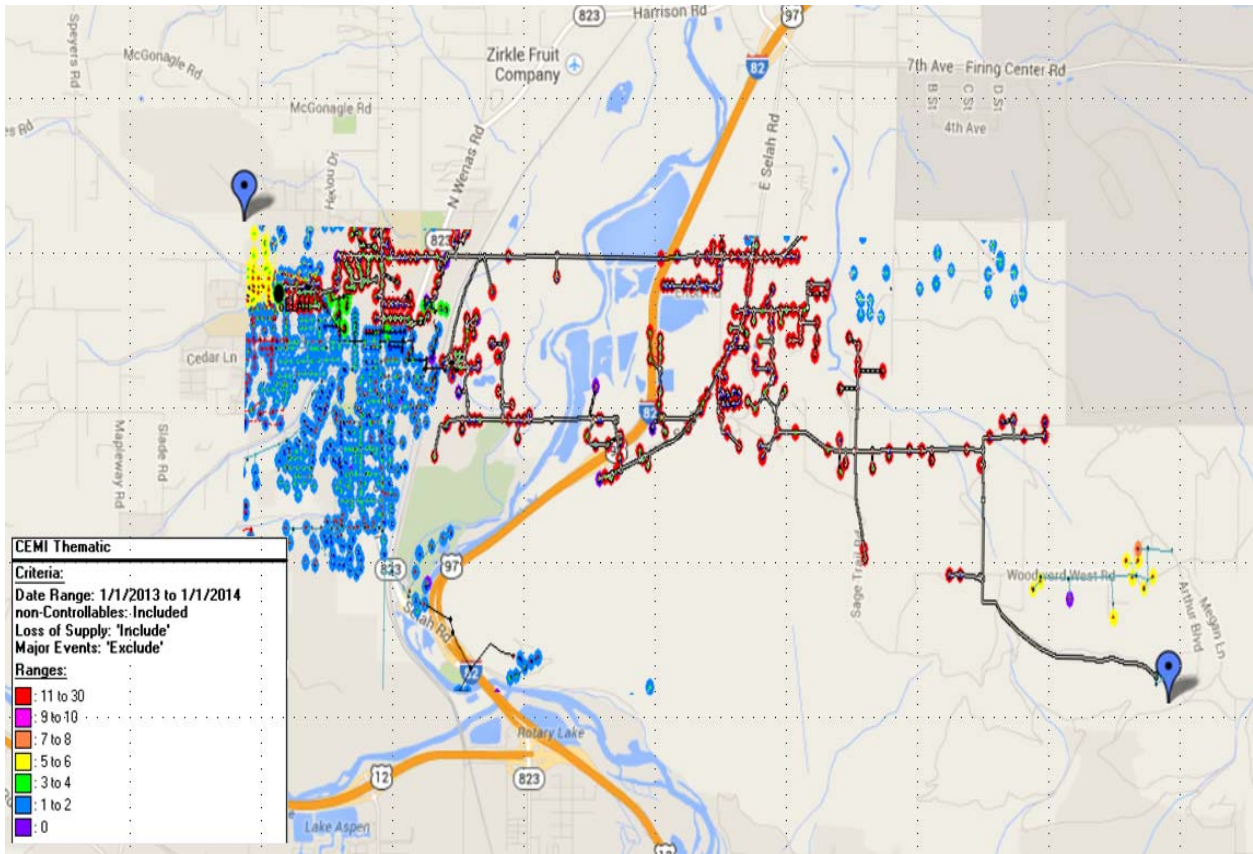 823
Harrison Rd
97
Speyers Rd
McGonagle Rd
Zirkle Fruit
Company
82
7th Ave
Firing Center Rd
B St
C St
D St
4th Ave
McGonagle Rd
N Wenas Rd
E Selah Rd
823
Cedar Ln
82
Mapleway Rd
Slade Rd
Sage Trail Rd
Woodward West Rd
Arthur Blvd
Megan Ln
823
97
Selah Rd
82
Rotary Lake
823
12
Lake Aspen
CEMI Thematic
Criteria:
Date Range: 1/1/2013 to 1/1/2014
non-Controllables: Included
Loss of Supply: 'Include'
Major Events: 'Exclude'
Ranges:
: 11 to 30
: 9 to 10
: 7 to 8
: 5 to 6
: 3 to 4
: 1 to 2
: 0